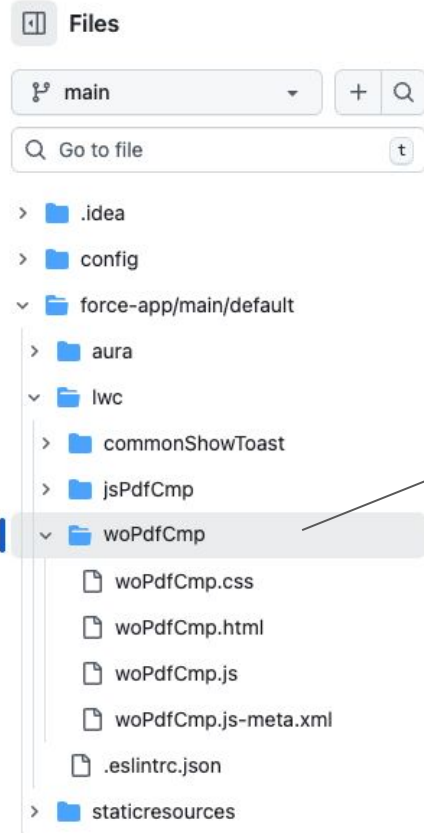 Files
main
Go to file t
.idea
config
force-app/main/default
aura
lwc
commonShowToast
jsPdfCmp
woPdfCmp
woPdfCmp.css
woPdfCmp.html
woPdfCmp.js
woPdfCmp.js-meta.xml
.eslintrc.json
staticresources